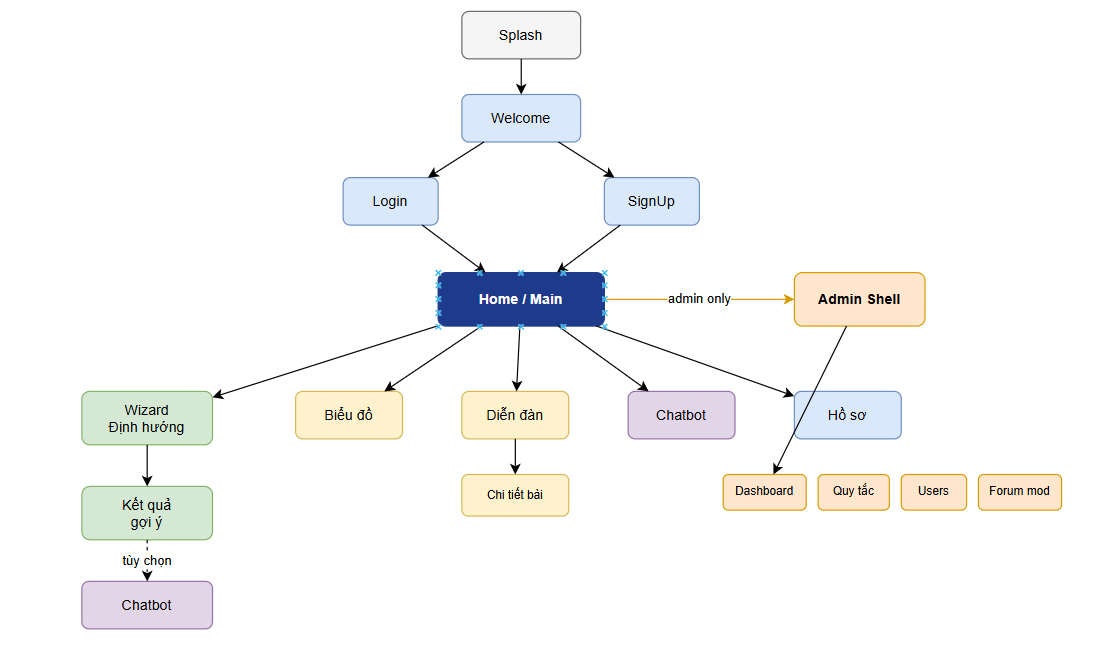 Splash
Welcome
Login
SignUp
Home / Main
admin only
Admin Shell
Wizard
Định hướng
Biểu đồ
Diễn đàn
Chatbot
Hồ sơ
Kết quả
gợi ý
Chi tiết bài
Dashboard
Quy tắc
Users
Forum mod
tùy chọn
Chatbot